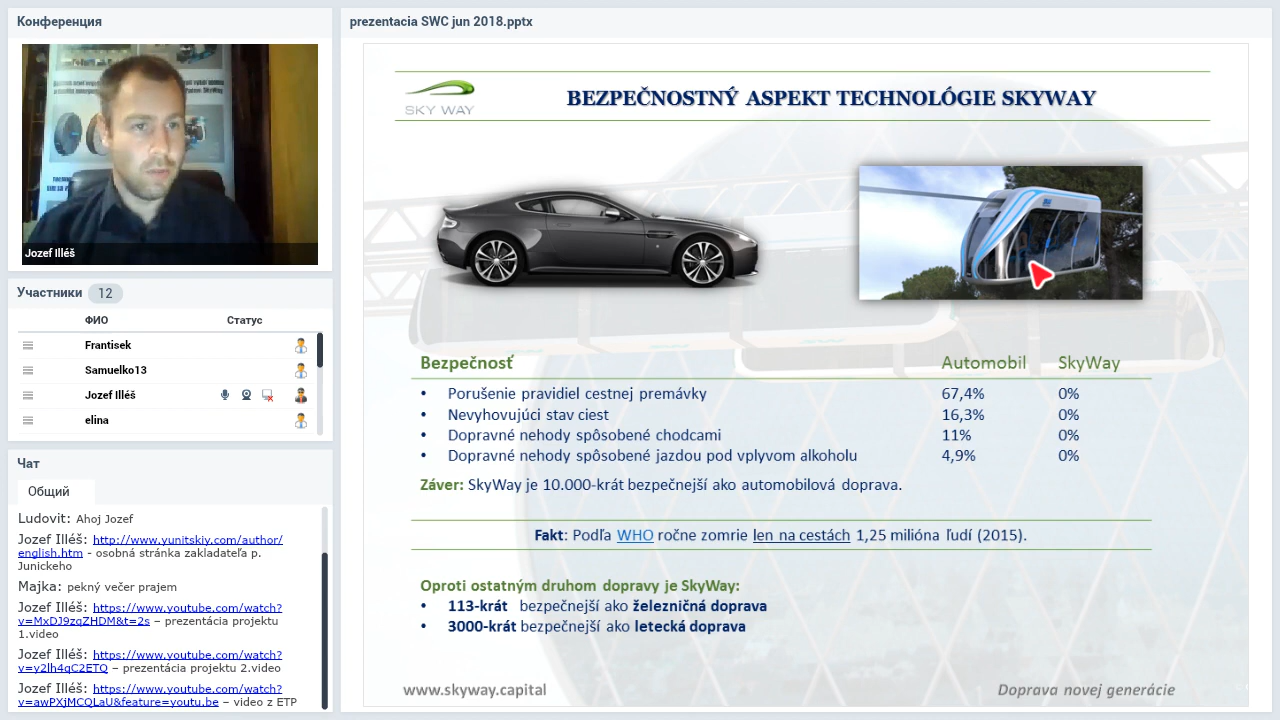 Конференция
Jozef Illéš
Участники 12
ФИО Статус
Frantisek
Samuelko13
Jozef Illéš
elina
Чат
Общий
Ludovit: Ahoj Jozef
Jozef Illéš: http://www.yunitskiy.com/author/
english.htm - osobná stránka zakladateľa p.
Junickeho
Majka: pekný večer prajem
Jozef Illéš: https://www.youtube.com/watch?
v=MxDJ9zqZHDM&t=2s – prezentácia projektu
1.video
Jozef Illéš: https://www.youtube.com/watch?
v=y2lh4qC2ETQ – prezentácia projektu 2.video
Jozef Illéš: https://www.youtube.com/watch?
v=awPXjMCQLaU&feature=youtu.be – video z ETP
prezentacia SWC jun 2018.pptx
SKY WAY
BEZPEČNOSTNÝ ASPEKT TECHNOLÓGIE SKYWAY
Bezpečnosť Automobil SkyWay
• Porušenie pravidiel cestnej premávky 67,4% 0%
• Nevyhovujúci stav ciest 16,3% 0%
• Dopravné nehody spôsobené chodcami 11% 0%
• Dopravné nehody spôsobené jazdou pod vplyvom alkoholu 4,9% 0%
Záver: SkyWay je 10.000-krát bezpečnejší ako automobilová doprava.
Fakt: Podľa WHO ročne zomrie len na cestách 1,25 milióna ľudí (2015).
Oproti ostatným druhom dopravy je SkyWay:
• 113-krát bezpečnejší ako železničná doprava
• 3000-krát bezpečnejší ako letecká doprava
www.skyway.capital
Doprava novej generácie